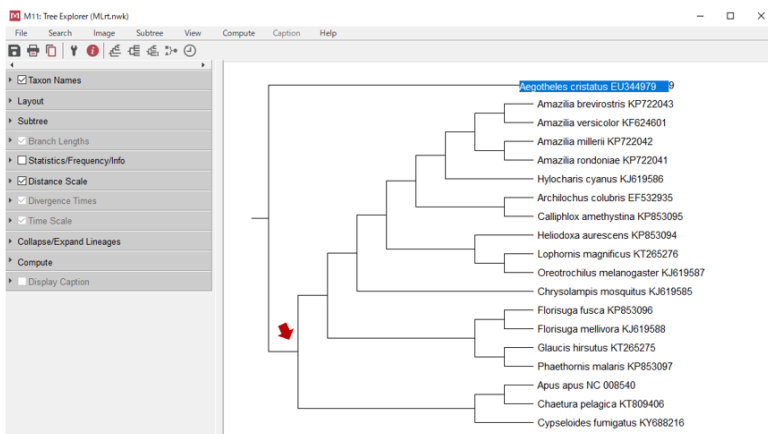 M11: Tree Explorer (MLrt.nwk)
File Search Image Subtree View Compute Caption Help
Taxon Names
Layout
Subtree
Branch Lengths
Statistics/Frequency/Info
Distance Scale
Divergence Times
Time Scale
Collapse/Expand Lineages
Compute
Display Caption
Aegotheles cristatus EU344979 9
Amazilia brevirostris KP722043
Amazilia versicolor KF624601
Amazilia millerii KP722042
Amazilia rondoniae KP722041
Hylocharis cyanus KJ619586
Archilochus colubris EF532935
Calliphlox amethystina KP853095
Heliodoxa aurescens KP853094
Lophornis magnificus KT265276
Oreotrochilus melanogaster KJ619587
Chrysolampis mosquitus KJ619585
Florisuga fusca KP853096
Florisuga mellivora KJ619588
Glaucis hirsutus KT265275
Phaethornis malaris KP853097
Apus apus NC 008540
Chaetura pelagica KT809406
Cypseloides fumigatus KY688216